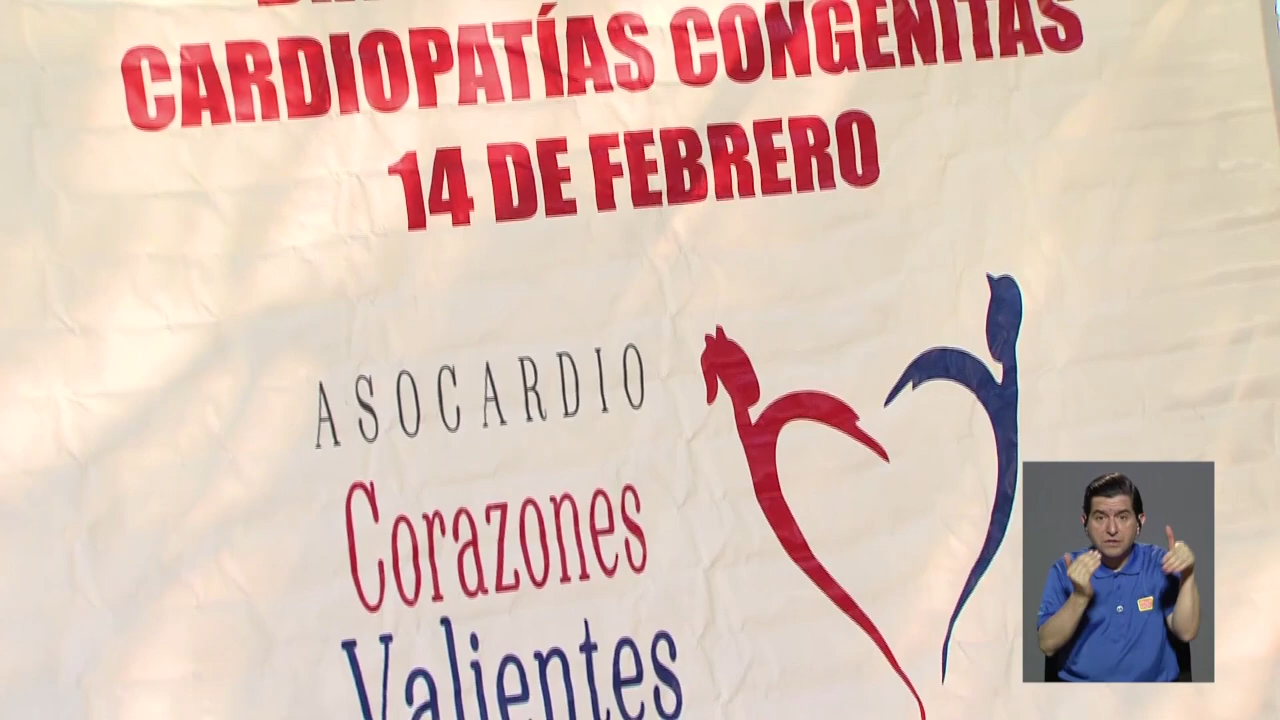 CARDIOPATÍAS CONGENITAS
14 DE FEBRERO
ASOCARDIO
Corazones
Valientes